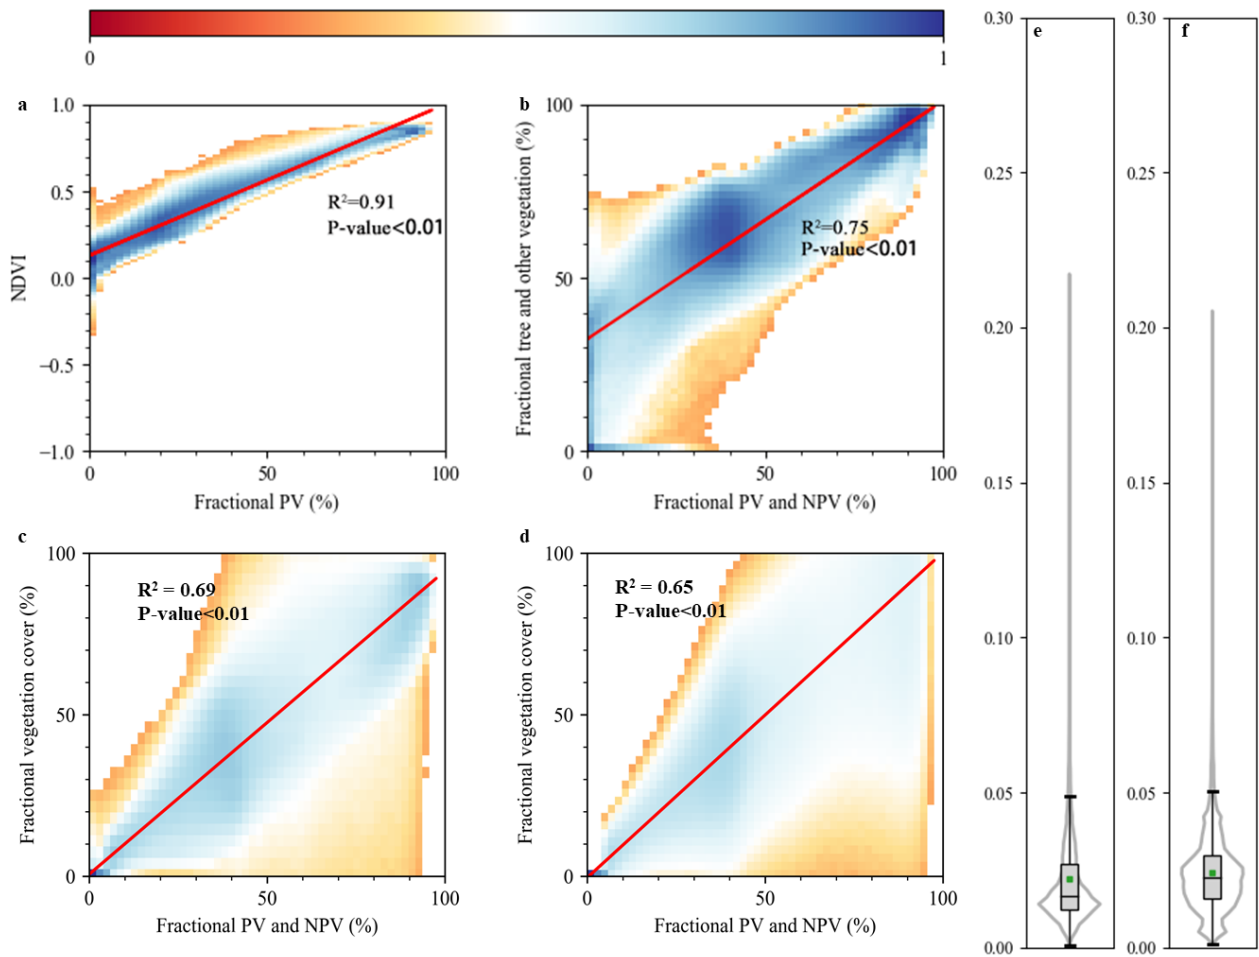 0
1
a
1.0
0.5
0.0
−0.5
−1.0
NDVI
R²=0.91
P-value<0.01
0
50
100
Fractional PV (%)
b
100
50
0
Fractional tree and other vegetation (%)
R²=0.75
P-value<0.01
0
50
100
Fractional PV and NPV (%)
c
100
50
0
Fractional vegetation cover (%)
R² = 0.69
P-value<0.01
0
50
100
Fractional PV and NPV (%)
d
100
50
0
Fractional vegetation cover (%)
R² = 0.65
P-value<0.01
0
50
100
Fractional PV and NPV (%)
e
0.30
0.25
0.20
0.15
0.10
0.05
0.00
f
0.30
0.25
0.20
0.15
0.10
0.05
0.00